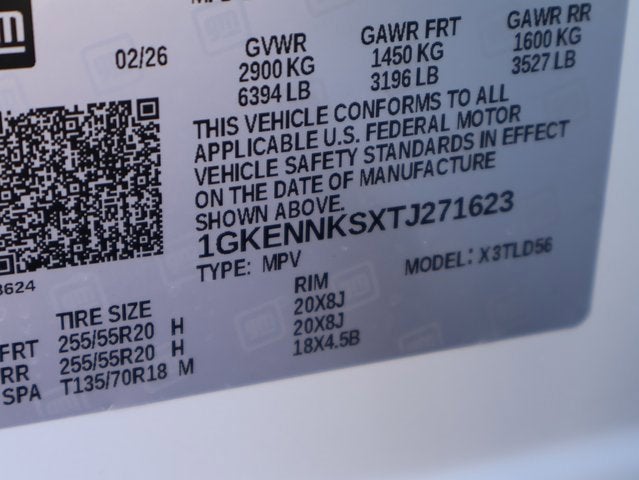 gm
02/26
GVWR GAWR FRT GAWR RR
2900 KG 1450 KG 1600 KG
6394 LB 3196 LB 3527 LB
THIS VEHICLE CONFORMS TO ALL
APPLICABLE U.S. FEDERAL MOTOR
VEHICLE SAFETY STANDARDS IN EFFECT
ON THE DATE OF MANUFACTURE
SHOWN ABOVE.
1GKENNKSXTJ271623
TYPE: MPV MODEL: X3TLD56
TIRE SIZE RIM
FRT 255/55R20 H 20X8J
RR 255/55R20 H 20X8J
SPA T135/70R18 M 18X4.5B